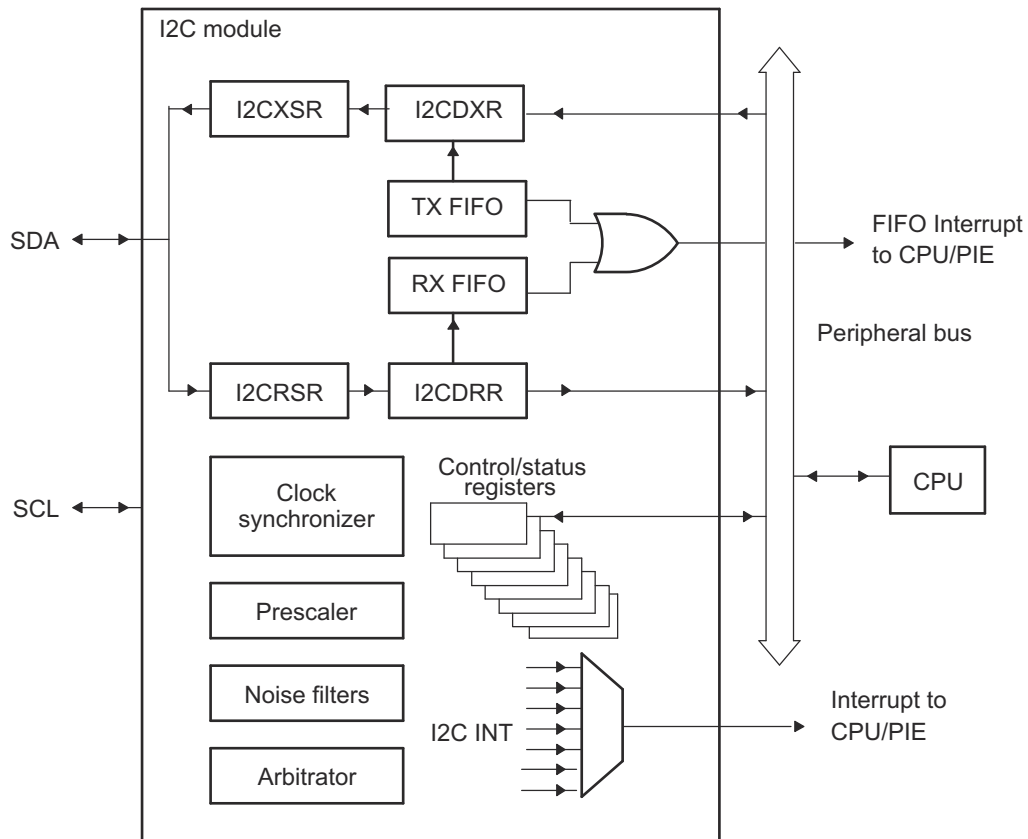 I2C module
I2CXSR
I2CDXR
TX FIFO
SDA
FIFO Interrupt
to CPU/PIE
RX FIFO
Peripheral bus
I2CRSR
I2CDRR
Control/status
registers
Clock
synchronizer
SCL
CPU
Prescaler
Noise filters
I2C INT
Interrupt to
CPU/PIE
Arbitrator